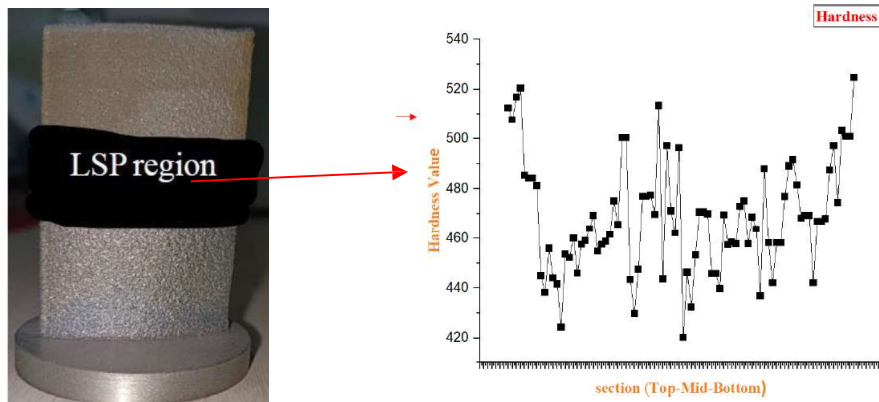 LSP region
Hardness
540
520
500
480
460
440
420
Hardness Value
section (Top-Mid-Bottom)